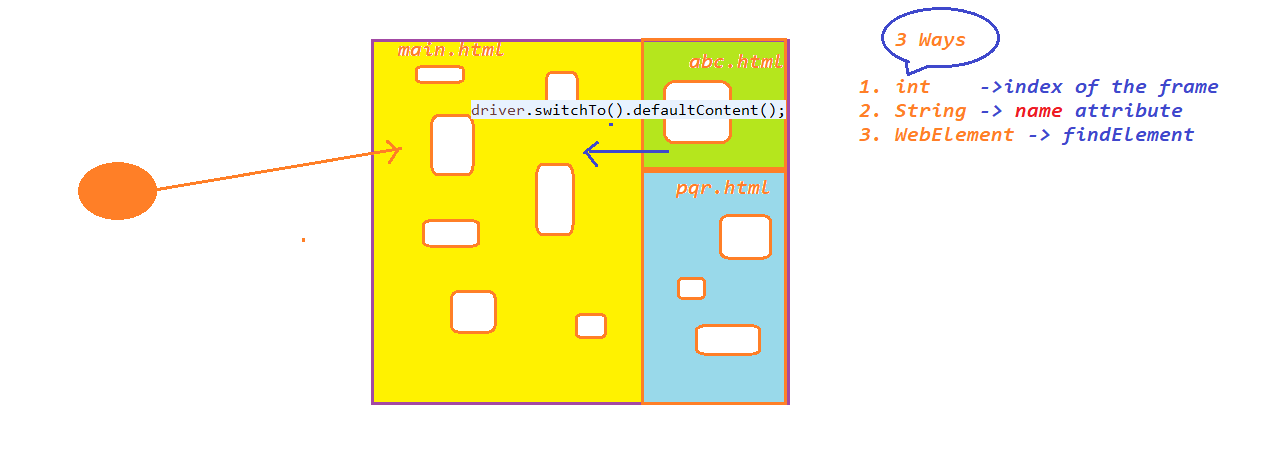 main.html
abc.html
driver.switchTo().defaultContent();
pqr.html
3 Ways
1. int ->index of the frame
2. String -> name attribute
3. WebElement -> findElement